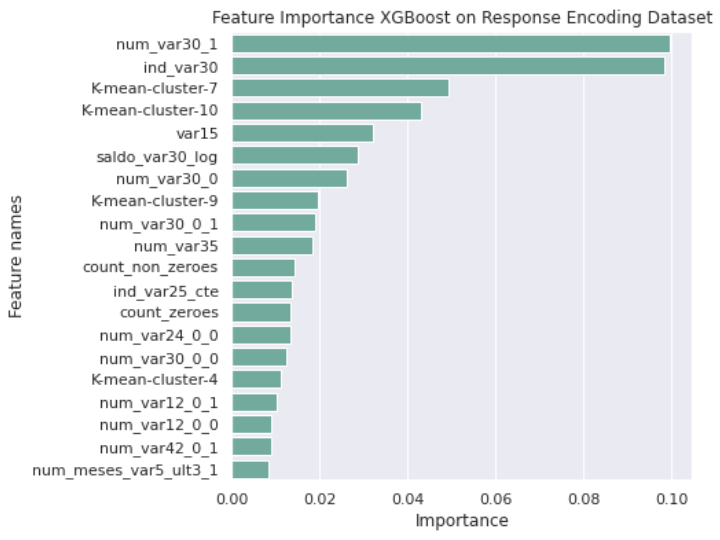 Feature Importance XGBoost on Response Encoding Dataset
num_var30_1
ind_var30
K-mean-cluster-7
K-mean-cluster-10
var15
saldo_var30_log
num_var30_0
K-mean-cluster-9
num_var30_0_1
num_var35
count_non_zeroes
ind_var25_cte
count_zeroes
num_var24_0_0
num_var30_0_0
K-mean-cluster-4
num_var12_0_1
num_var12_0_0
num_var42_0_1
num_meses_var5_ult3_1
Feature names
0.00 0.02 0.04 0.06 0.08 0.10
Importance